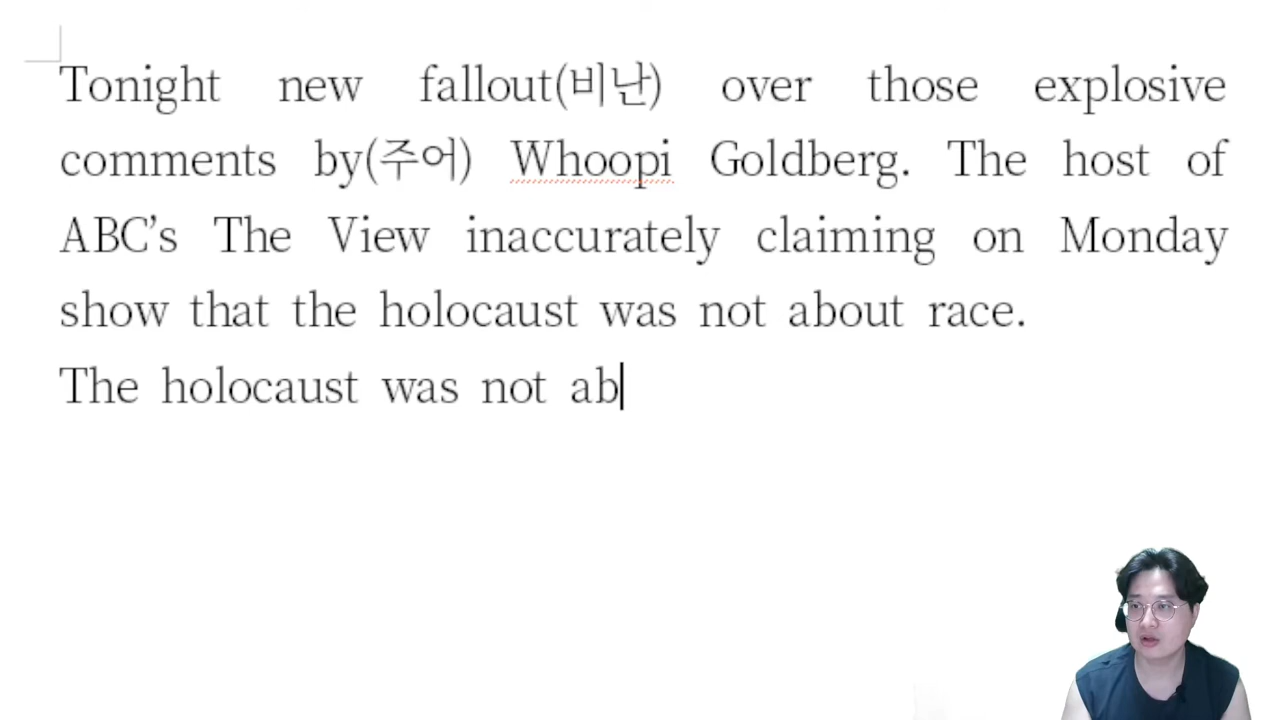 Tonight new fallout(비난) over those explosive
comments by(주어) Whoopi Goldberg. The host of
ABC’s The View inaccurately claiming on Monday
show that the holocaust was not about race.
The holocaust was not ab